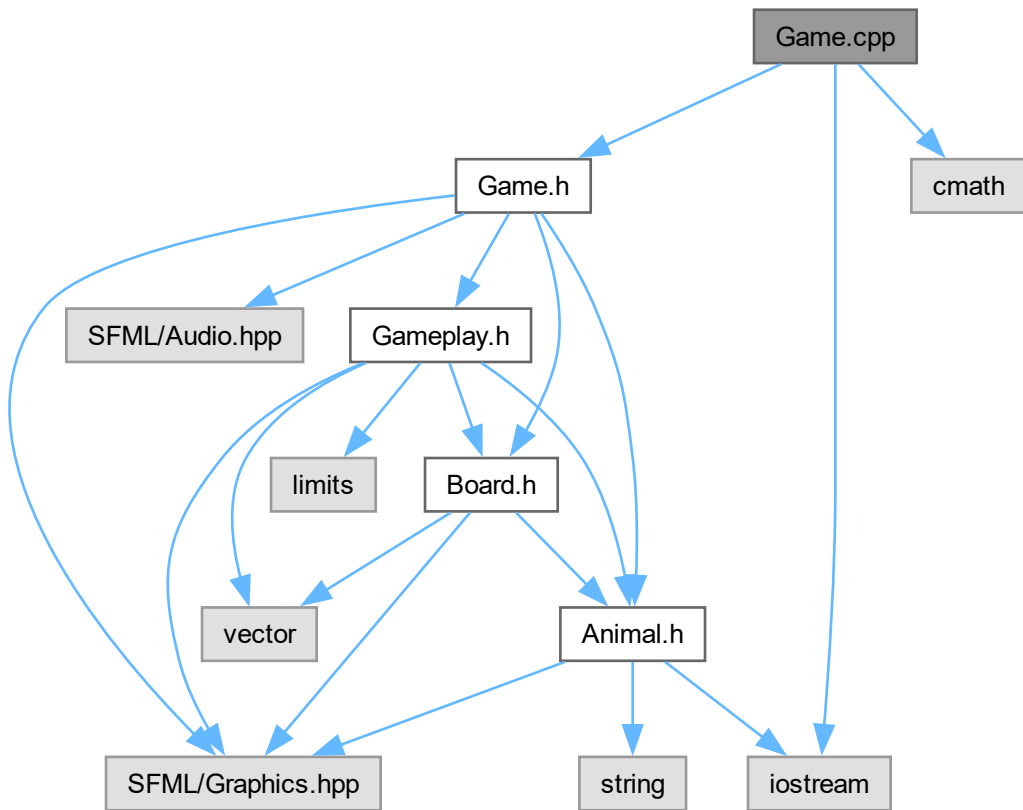 Game.cpp
Game.h
cmath
SFML/Audio.hpp
Gameplay.h
limits
Board.h
vector
Animal.h
SFML/Graphics.hpp
string
iostream